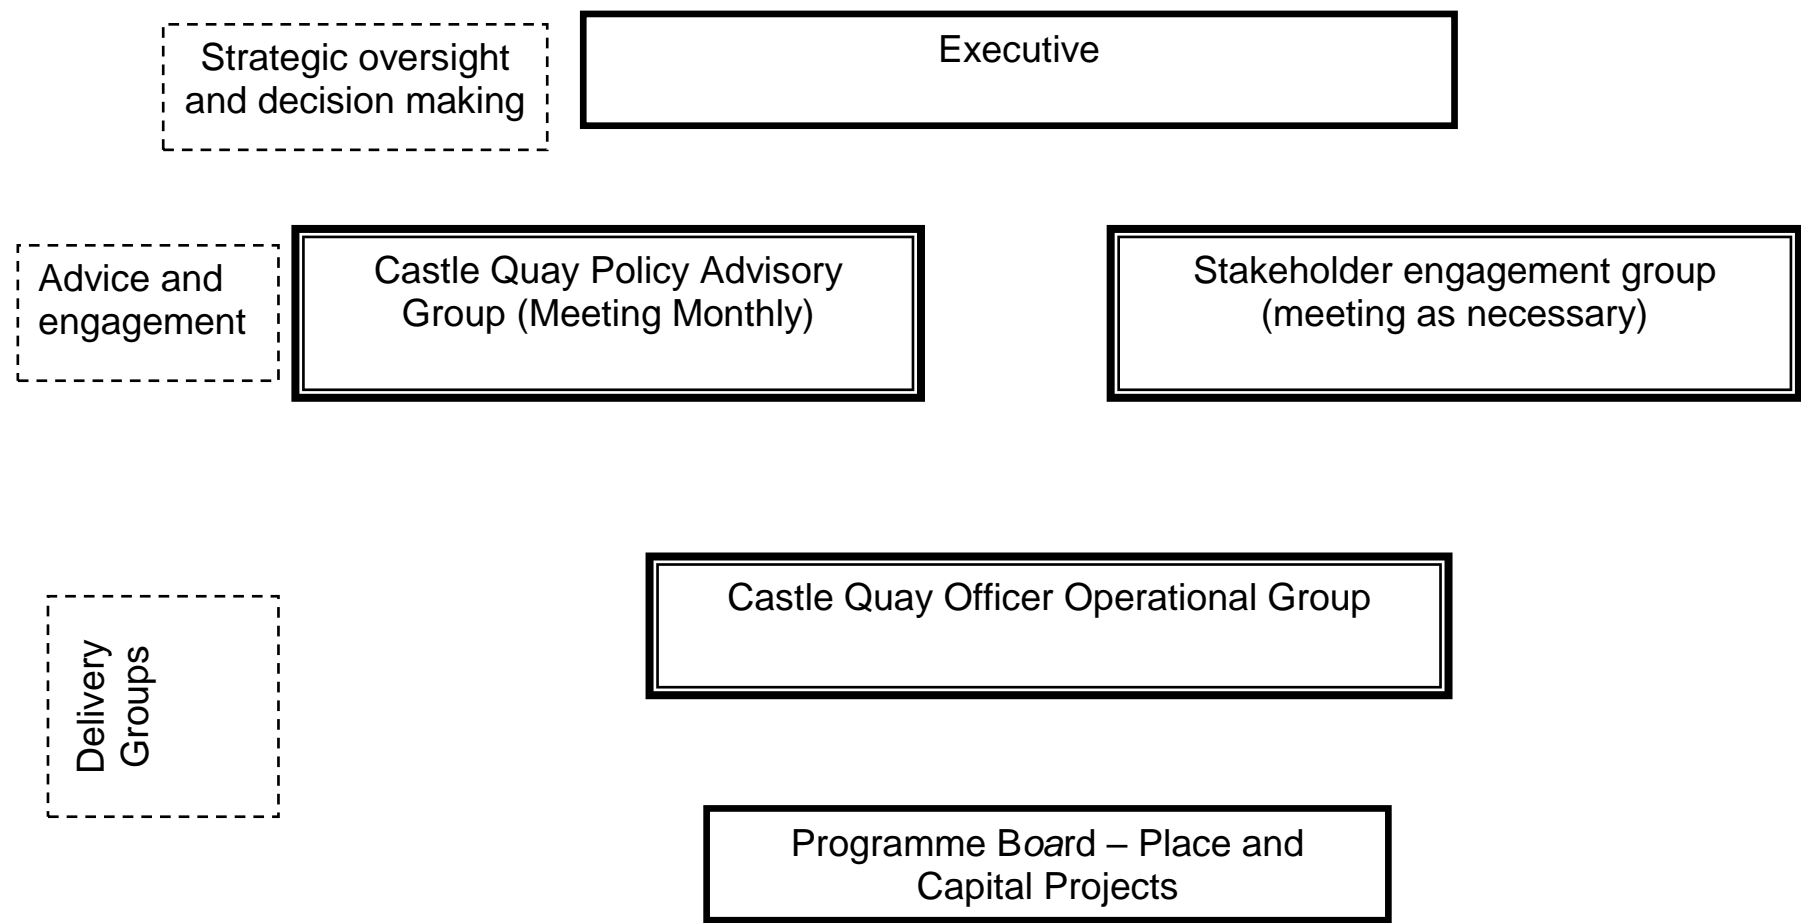 Strategic oversight
and decision making
Executive
Advice and
engagement
Castle Quay Policy Advisory
Group (Meeting Monthly)
Stakeholder engagement group
(meeting as necessary)
Delivery
Groups
Castle Quay Officer Operational Group
Programme Board – Place and
Capital Projects